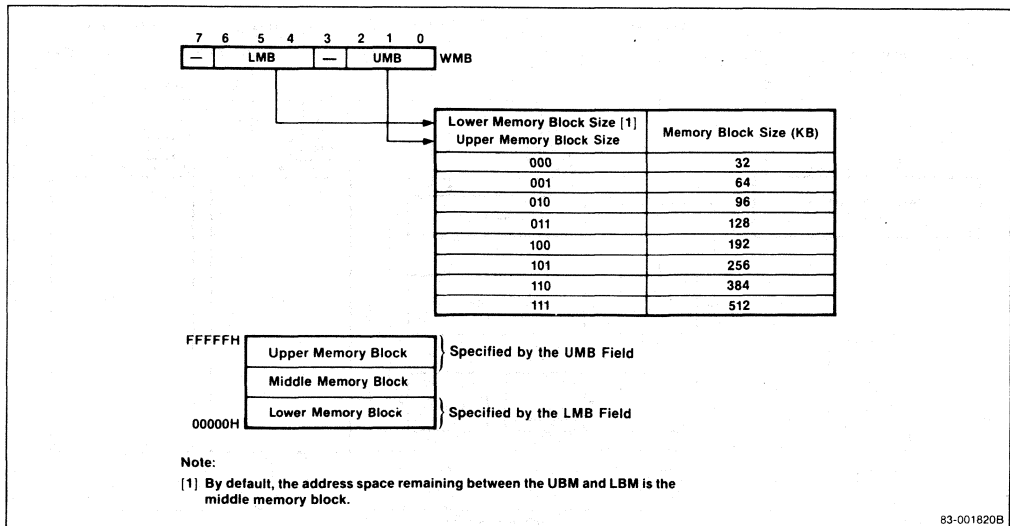 7 6 5 4 3 2 1 0
— LMB — UMB WMB
Lower Memory Block Size [1]
Upper Memory Block Size
Memory Block Size (KB)
000 32
001 64
010 96
011 128
100 192
101 256
110 384
111 512
FFFFFH
Upper Memory Block
Specified by the UMB Field
Middle Memory Block
Lower Memory Block
Specified by the LMB Field
00000H
Note:
[1] By default, the address space remaining between the UBM and LBM is the
middle memory block.
83-001820B